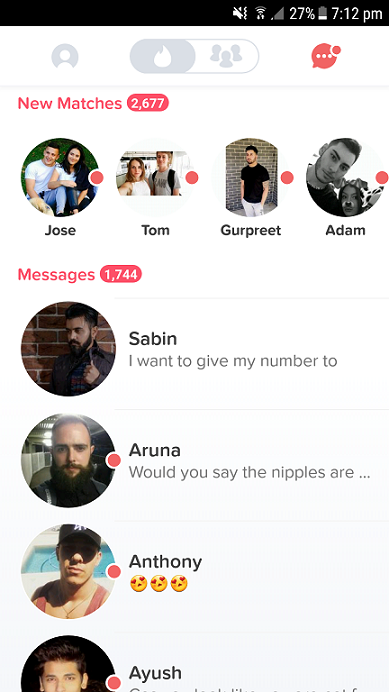 27% 7:12 pm
New Matches 2,677
Jose Tom Gurpreet Adam
Messages 1,744
Sabin
I want to give my number to
Aruna
Would you say the nipples are ...
Anthony
😍😍😍
Ayush